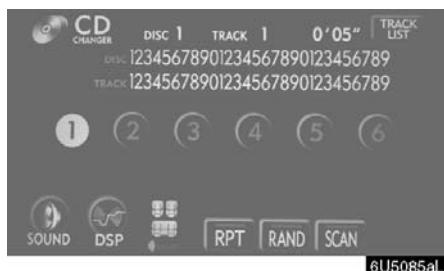 CD CHANGER DISC 1 TRACK 1 0'05" TRACK LIST
DISC 12345678901234567890123456789
TRACK 12345678901234567890123456789
1 2 3 4 5 6
SOUND DSP RPT RAND SCAN
6U5085aI